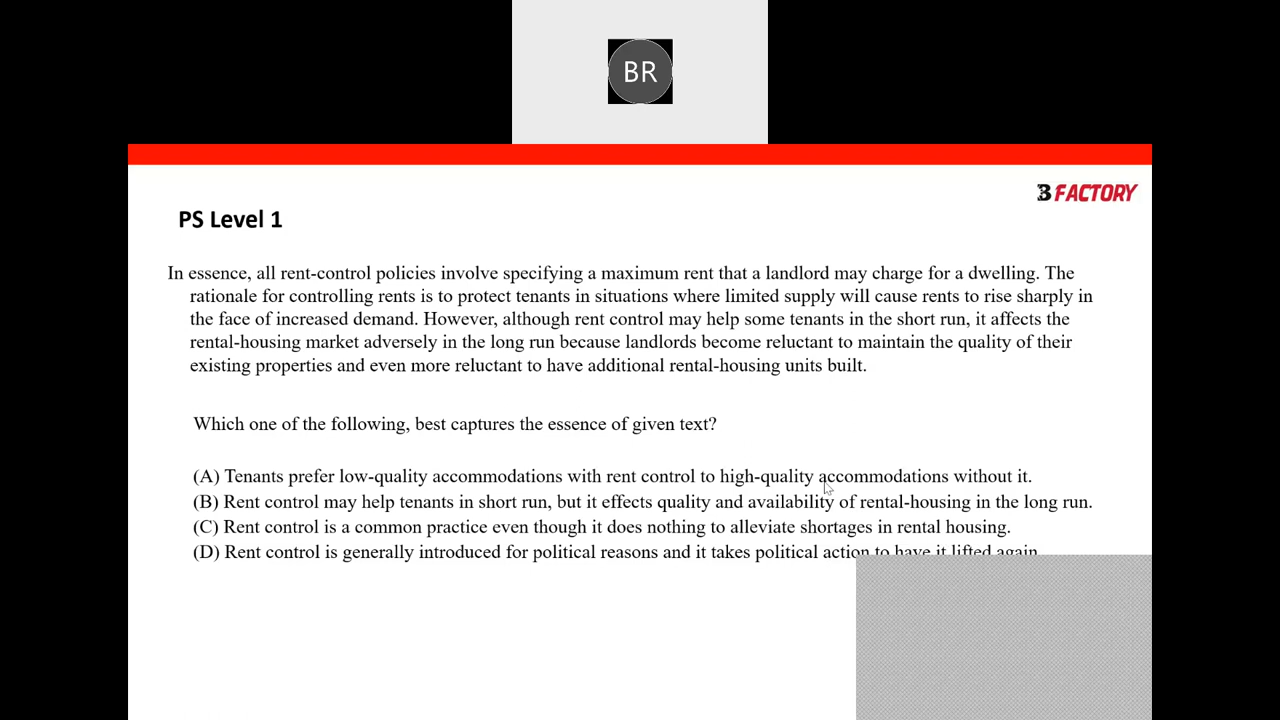 BR
3 FACTORY
PS Level 1
In essence, all rent-control policies involve specifying a maximum rent that a landlord may charge for a dwelling. The
rationale for controlling rents is to protect tenants in situations where limited supply will cause rents to rise sharply in
the face of increased demand. However, although rent control may help some tenants in the short run, it affects the
rental-housing market adversely in the long run because landlords become reluctant to maintain the quality of their
existing properties and even more reluctant to have additional rental-housing units built.
Which one of the following, best captures the essence of given text?
(A) Tenants prefer low-quality accommodations with rent control to high-quality accommodations without it.
(B) Rent control may help tenants in short run, but it effects quality and availability of rental-housing in the long run.
(C) Rent control is a common practice even though it does nothing to alleviate shortages in rental housing.
(D) Rent control is generally introduced for political reasons and it takes political action to have it lifted again